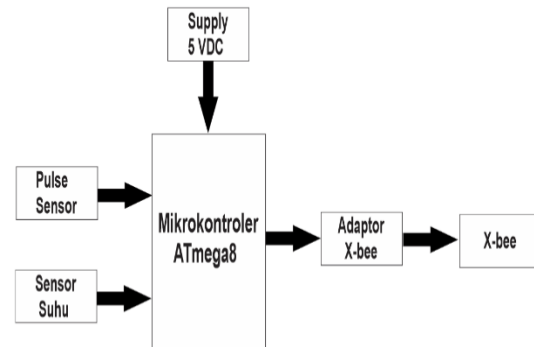 Supply
5 VDC
Pulse
Sensor
Mikrokontroler
ATmega8
Adaptor
X-bee
X-bee
Sensor
Suhu